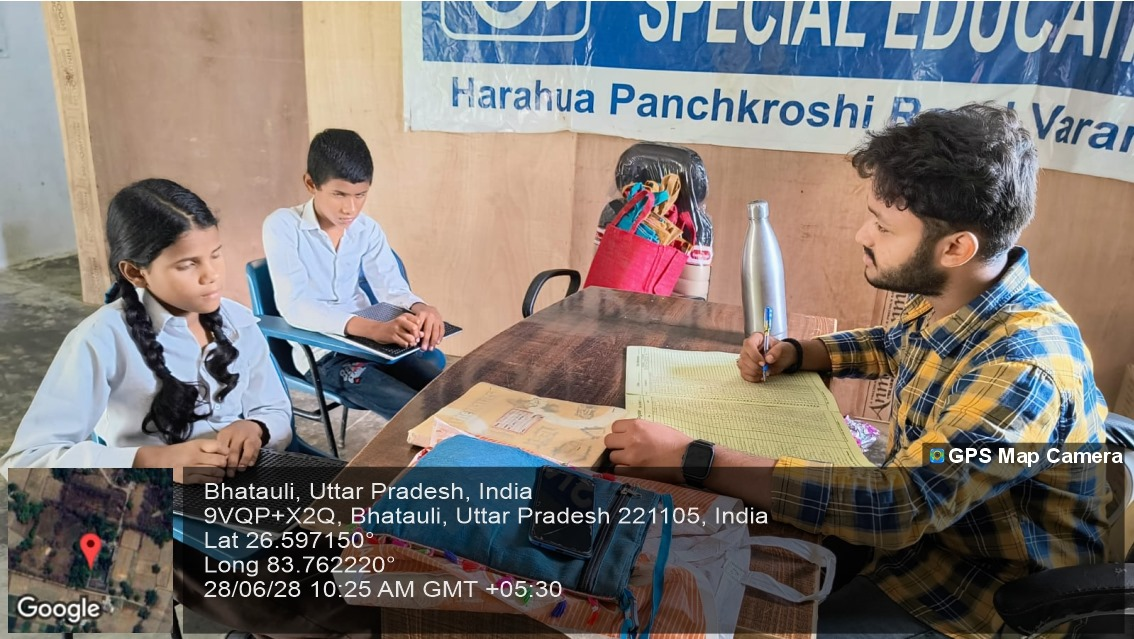 SPECIAL EDUCATI
Harahua Panchkroshi Varan
GPS Map Camera
Bhatauli, Uttar Pradesh, India
9VQP+X2Q, Bhatauli, Uttar Pradesh 221105, India
Lat 26.597150°
Long 83.762220°
28/06/28 10:25 AM GMT +05:30
Google